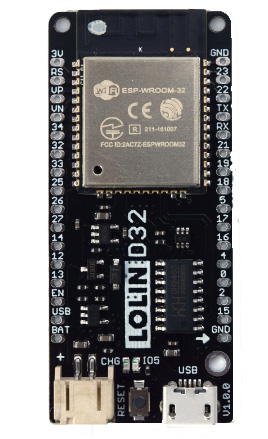 3V
RS
VP
VN
34
32
33
25
26
27
14
12
13
EN
USB
BAT
+
GND
23
22
TX
RX
21
19
18
5
17
16
4
0
2
15
GND
K
WiFi
ESP-WROOM-32
CE
R 211-161007
FCC ID:2AC7Z-ESPWROOM32
LOLIN D32
CHG
IO5
RESET
USB
V1.0.0